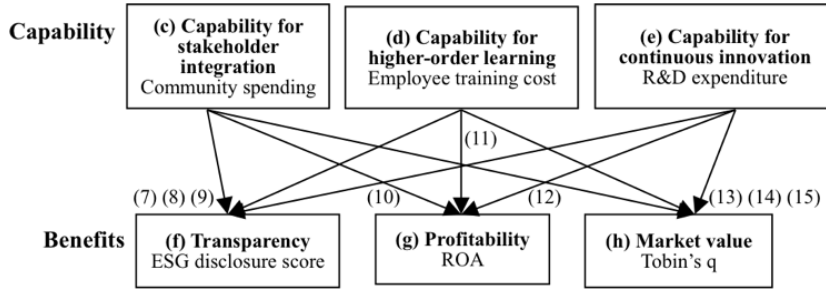 Capability
(c) Capability for
stakeholder
integration
Community spending
(d) Capability for
higher-order learning
Employee training cost
(e) Capability for
continuous innovation
R&D expenditure
(11)
(7) (8) (9)
(10)
(12)
(13) (14) (15)
Benefits
(f) Transparency
ESG disclosure score
(g) Profitability
ROA
(h) Market value
Tobin's q